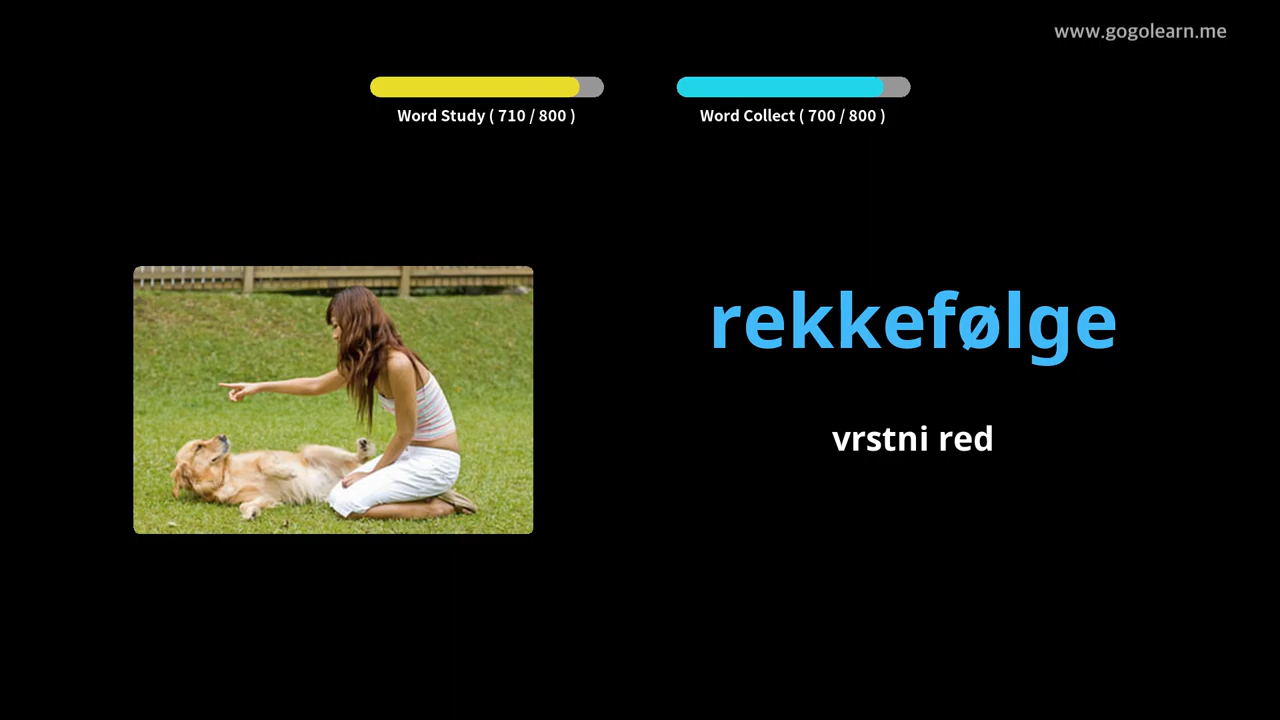 www.gogolearn.me
Word Study ( 710 / 800 )
Word Collect ( 700 / 800 )
rekkefølge
vrstni red